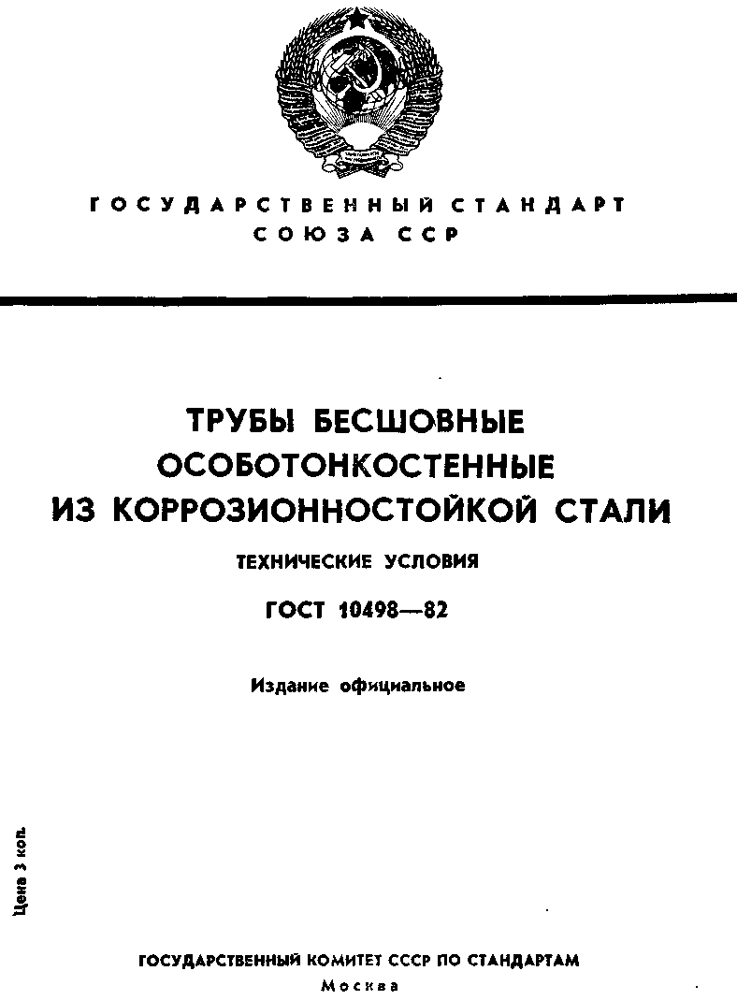 ГОСУДАРСТВЕННЫЙ СТАНДАРТ
СОЮЗА ССР
ТРУБЫ БЕСШОВНЫЕ
ОСОБОТОНКОСТЕННЫЕ
ИЗ КОРРОЗИОННОСТОЙКОЙ СТАЛИ
ТЕХНИЧЕСКИЕ УСЛОВИЯ
ГОСТ 10498—82
Издание официальное
Цена 3 коп.
ГОСУДАРСТВЕННЫЙ КОМИТЕТ СССР ПО СТАНДАРТАМ
Москва